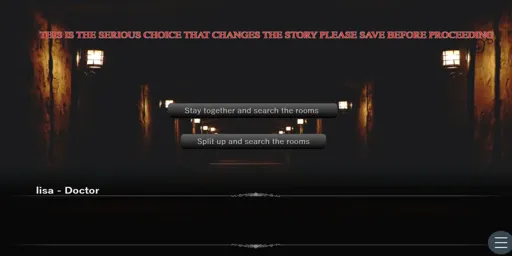 THIS IS THE SERIOUS CHOICE THAT CHANGES THE STORY PLEASE SAVE BEFORE PROCEEDING
Stay together and search the rooms
Split up and search the rooms
lisa - Doctor